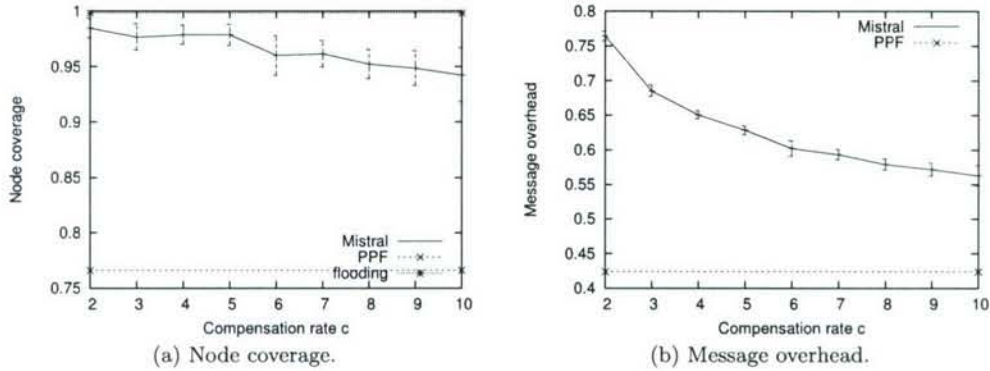 1
0.95
0.9
0.85
0.8
0.75
Node coverage
Mistral
PPF
flooding
2 3 4 5 6 7 8 9 10
Compensation rate c
(a) Node coverage.
0.8
0.75
0.7
0.65
0.6
0.55
0.5
0.45
0.4
Message overhead
Mistral
PPF
2 3 4 5 6 7 8 9 10
Compensation rate c
(b) Message overhead.